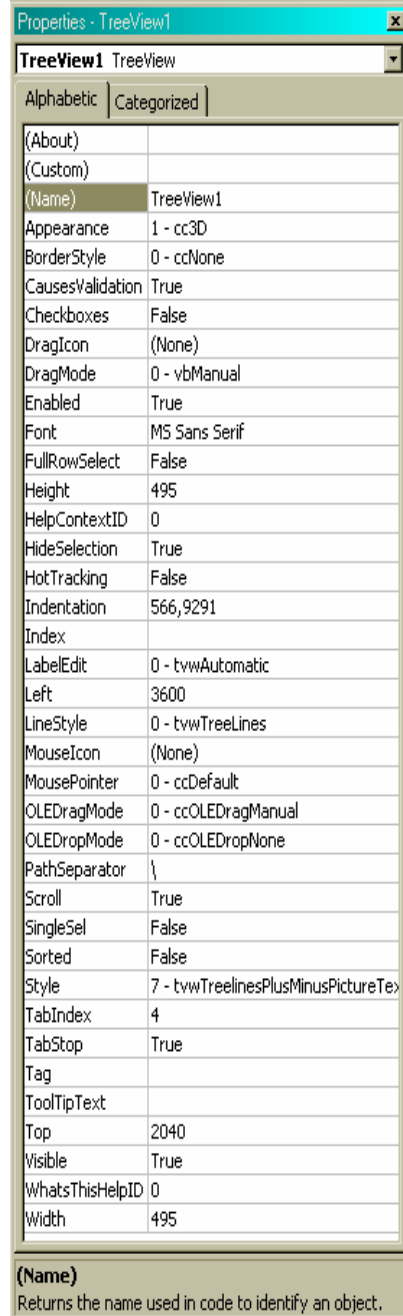 Properties - TreeView1
TreeView1 TreeView
Alphabetic Categorized
(About)
(Custom)
(Name) TreeView1
Appearance 1 - cc3D
BorderStyle 0 - ccNone
CausesValidation True
Checkboxes False
DragIcon (None)
DragMode 0 - vbManual
Enabled True
Font MS Sans Serif
FullRowSelect False
Height 495
HelpContextID 0
HideSelection True
HotTracking False
Indentation 566,9291
Index
LabelEdit 0 - tvwAutomatic
Left 3600
LineStyle 0 - tvwTreeLines
MouseIcon (None)
MousePointer 0 - ccDefault
OLEDragMode 0 - ccOLEDragManual
OLEDropMode 0 - ccOLEDropNone
PathSeparator \
Scroll True
SingleSel False
Sorted False
Style 7 - tvwTreelinesPlusMinusPictureTex
TabIndex 4
TabStop True
Tag
ToolTipText
Top 2040
Visible True
WhatsThisHelpID 0
Width 495
(Name)
Returns the name used in code to identify an object.